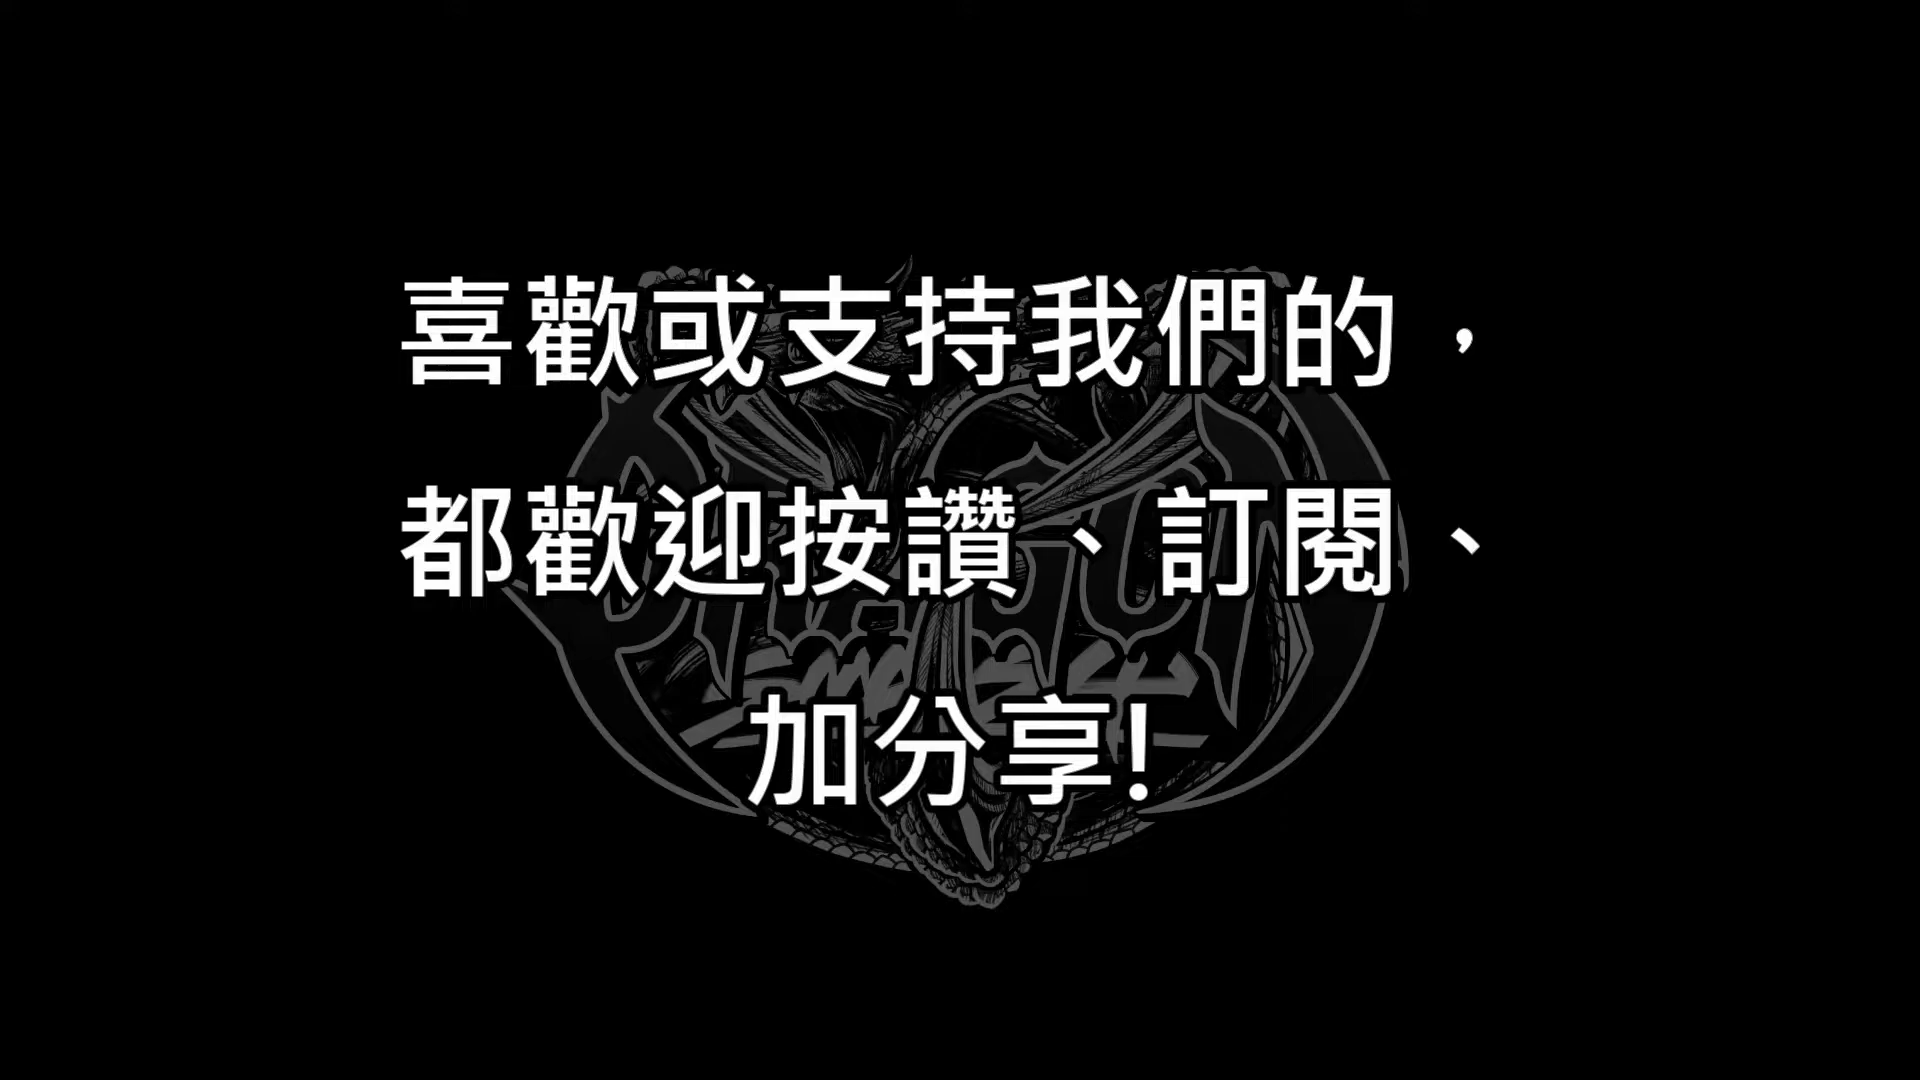 喜歡或支持我們的，
都歡迎按讚、訂閱、
加分享!